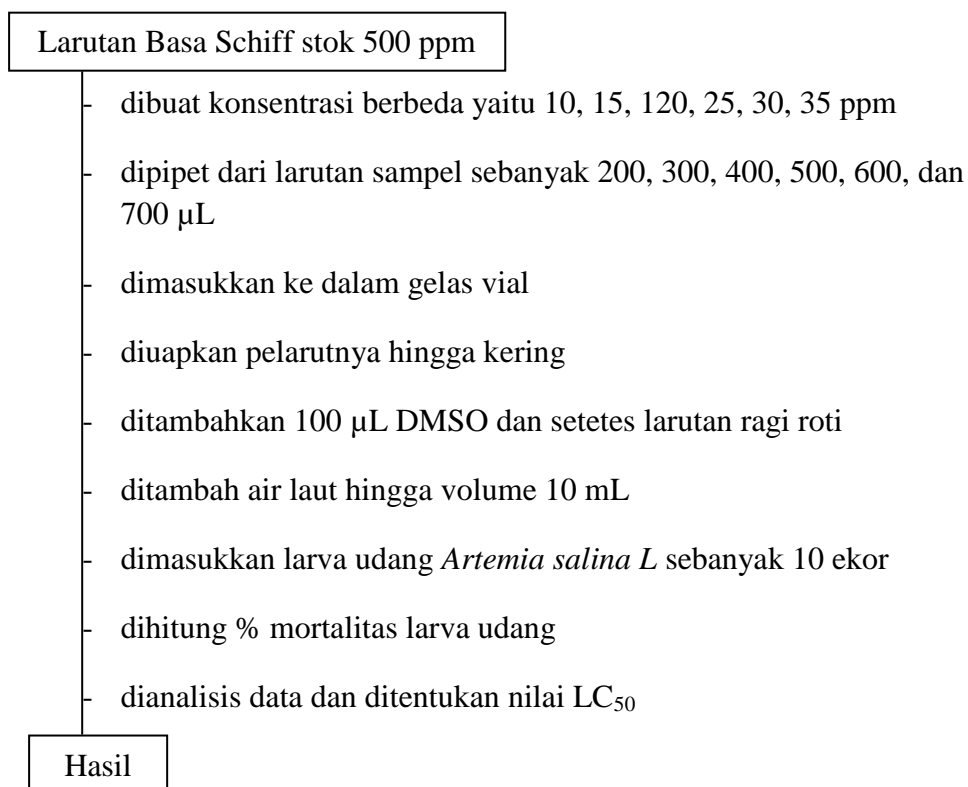 Larutan Basa Schiff stok 500 ppm
- dibuat konsentrasi berbeda yaitu 10, 15, 120, 25, 30, 35 ppm
- dipipet dari larutan sampel sebanyak 200, 300, 400, 500, 600, dan
700 µL
- dimasukkan ke dalam gelas vial
- diuapkan pelarutnya hingga kering
- ditambahkan 100 µL DMSO dan setetes larutan ragi roti
- ditambah air laut hingga volume 10 mL
- dimasukkan larva udang Artemia salina L sebanyak 10 ekor
- dihitung % mortalitas larva udang
- dianalisis data dan ditentukan nilai LC₅₀
Hasil